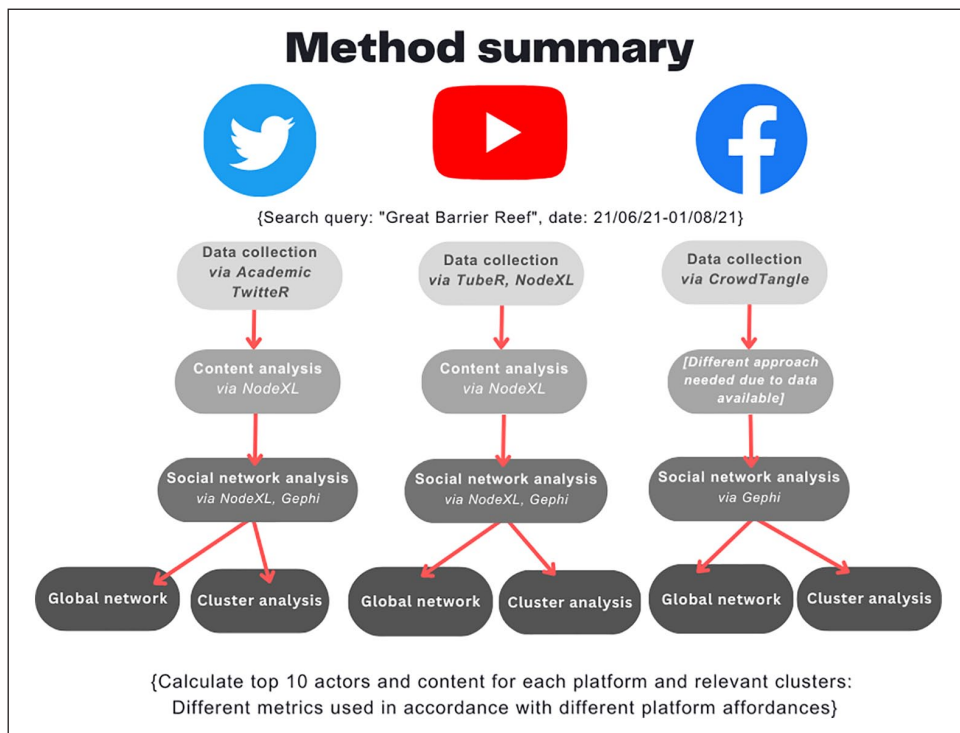 Method summary
{Search query: "Great Barrier Reef", date: 21/06/21-01/08/21}
Data collection
via Academic
TwitteR
Data collection
via TubeR, NodeXL
Data collection
via CrowdTangle
Content analysis
via NodeXL
Content analysis
via NodeXL
[Different approach
needed due to data
available]
Social network analysis
via NodeXL, Gephi
Social network analysis
via NodeXL, Gephi
Social network analysis
via Gephi
Global network
Cluster analysis
Global network
Cluster analysis
Global network
Cluster analysis
{Calculate top 10 actors and content for each platform and relevant clusters:
Different metrics used in accordance with different platform affordances}